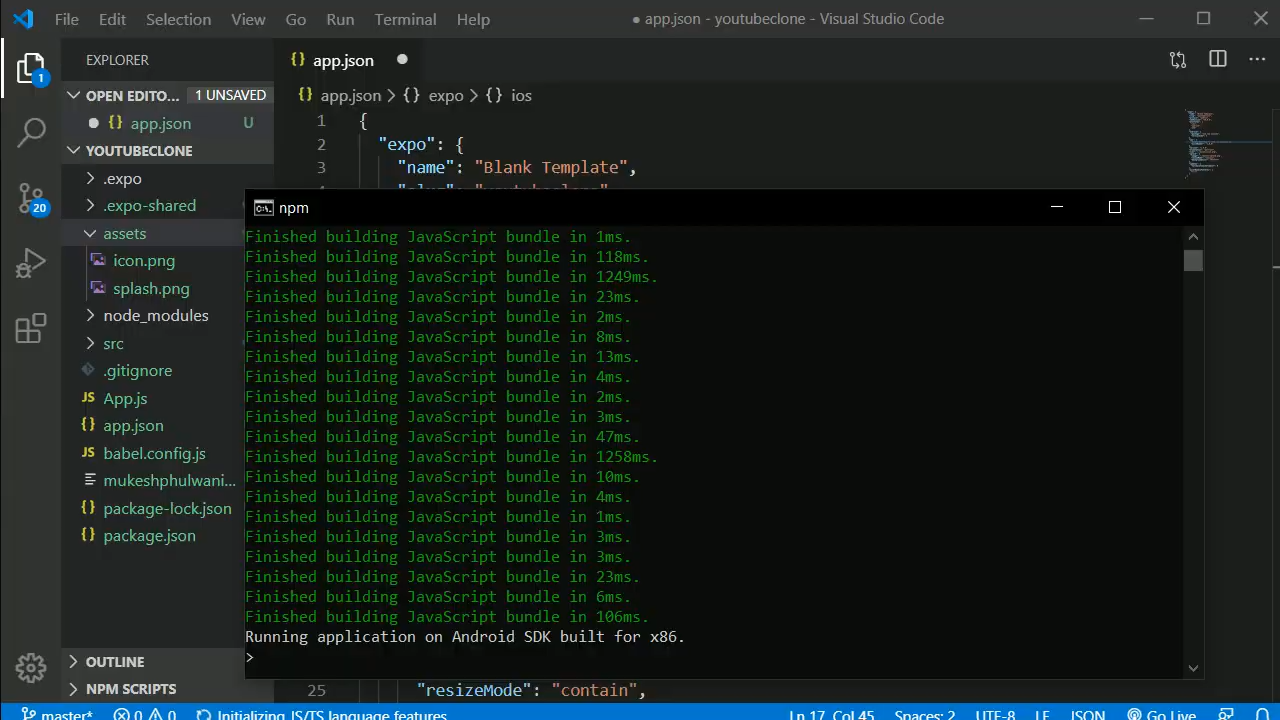 File Edit Selection View Go Run Terminal Help ● app.json - youtubeclone - Visual Studio Code
EXPLORER
{} app.json ●
OPEN EDITO... 1 UNSAVED
● {} app.json U
{} app.json > {} expo > {} ios
YOUTUBECLONE
.expo
.expo-shared
assets
icon.png
splash.png
node_modules
src
.gitignore
JS App.js
{} app.json
JS babel.config.js
mukeshphulwani...
{} package-lock.json
{} package.json
OUTLINE
NPM SCRIPTS
1
20
1 {
2 "expo": {
3 "name": "Blank Template",
npm
Finished building JavaScript bundle in 1ms.
Finished building JavaScript bundle in 118ms.
Finished building JavaScript bundle in 1249ms.
Finished building JavaScript bundle in 23ms.
Finished building JavaScript bundle in 2ms.
Finished building JavaScript bundle in 8ms.
Finished building JavaScript bundle in 13ms.
Finished building JavaScript bundle in 4ms.
Finished building JavaScript bundle in 2ms.
Finished building JavaScript bundle in 3ms.
Finished building JavaScript bundle in 47ms.
Finished building JavaScript bundle in 1258ms.
Finished building JavaScript bundle in 10ms.
Finished building JavaScript bundle in 4ms.
Finished building JavaScript bundle in 1ms.
Finished building JavaScript bundle in 3ms.
Finished building JavaScript bundle in 3ms.
Finished building JavaScript bundle in 23ms.
Finished building JavaScript bundle in 6ms.
Finished building JavaScript bundle in 106ms.
Running application on Android SDK built for x86.
>
25 "resizeMode": "contain",
master* 0 0 Initializing JS/TS language features Ln 17, Col 45 Spaces: 2 UTF-8 LF JSON Go Live